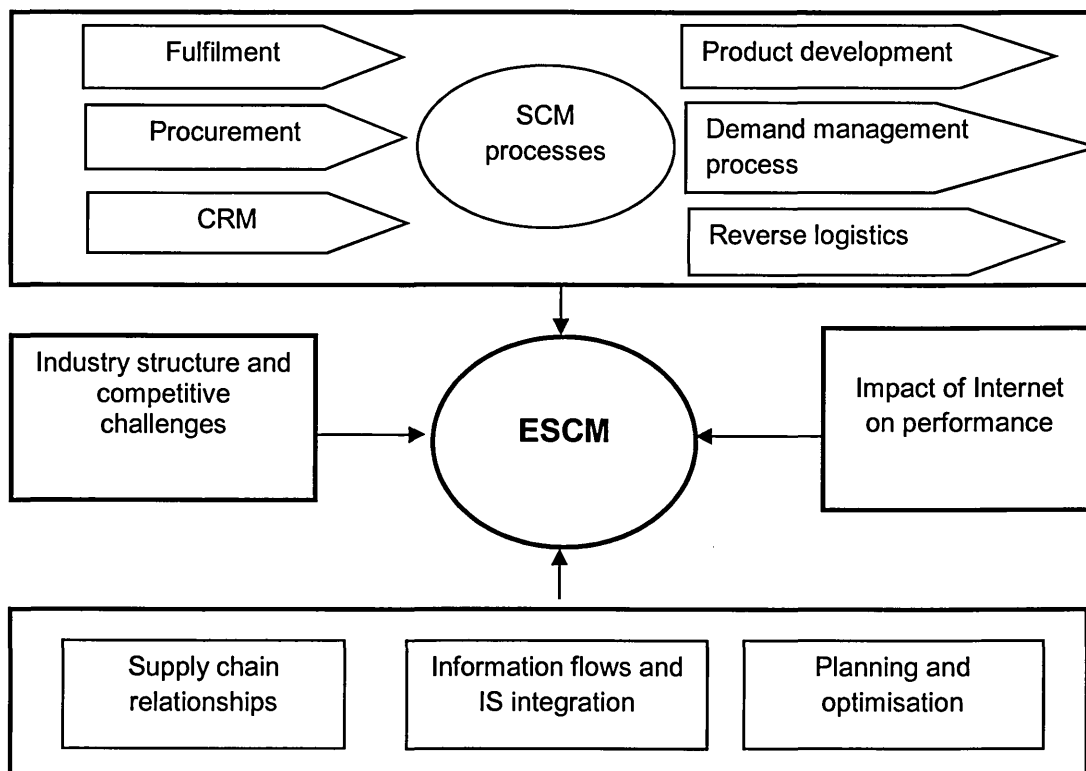 Fulfilment
Procurement
CRM
SCM
processes
Product development
Demand management
process
Reverse logistics
Industry structure and
competitive
challenges
ESCM
Impact of Internet
on performance
Supply chain
relationships
Information flows and
IS integration
Planning and
optimisation